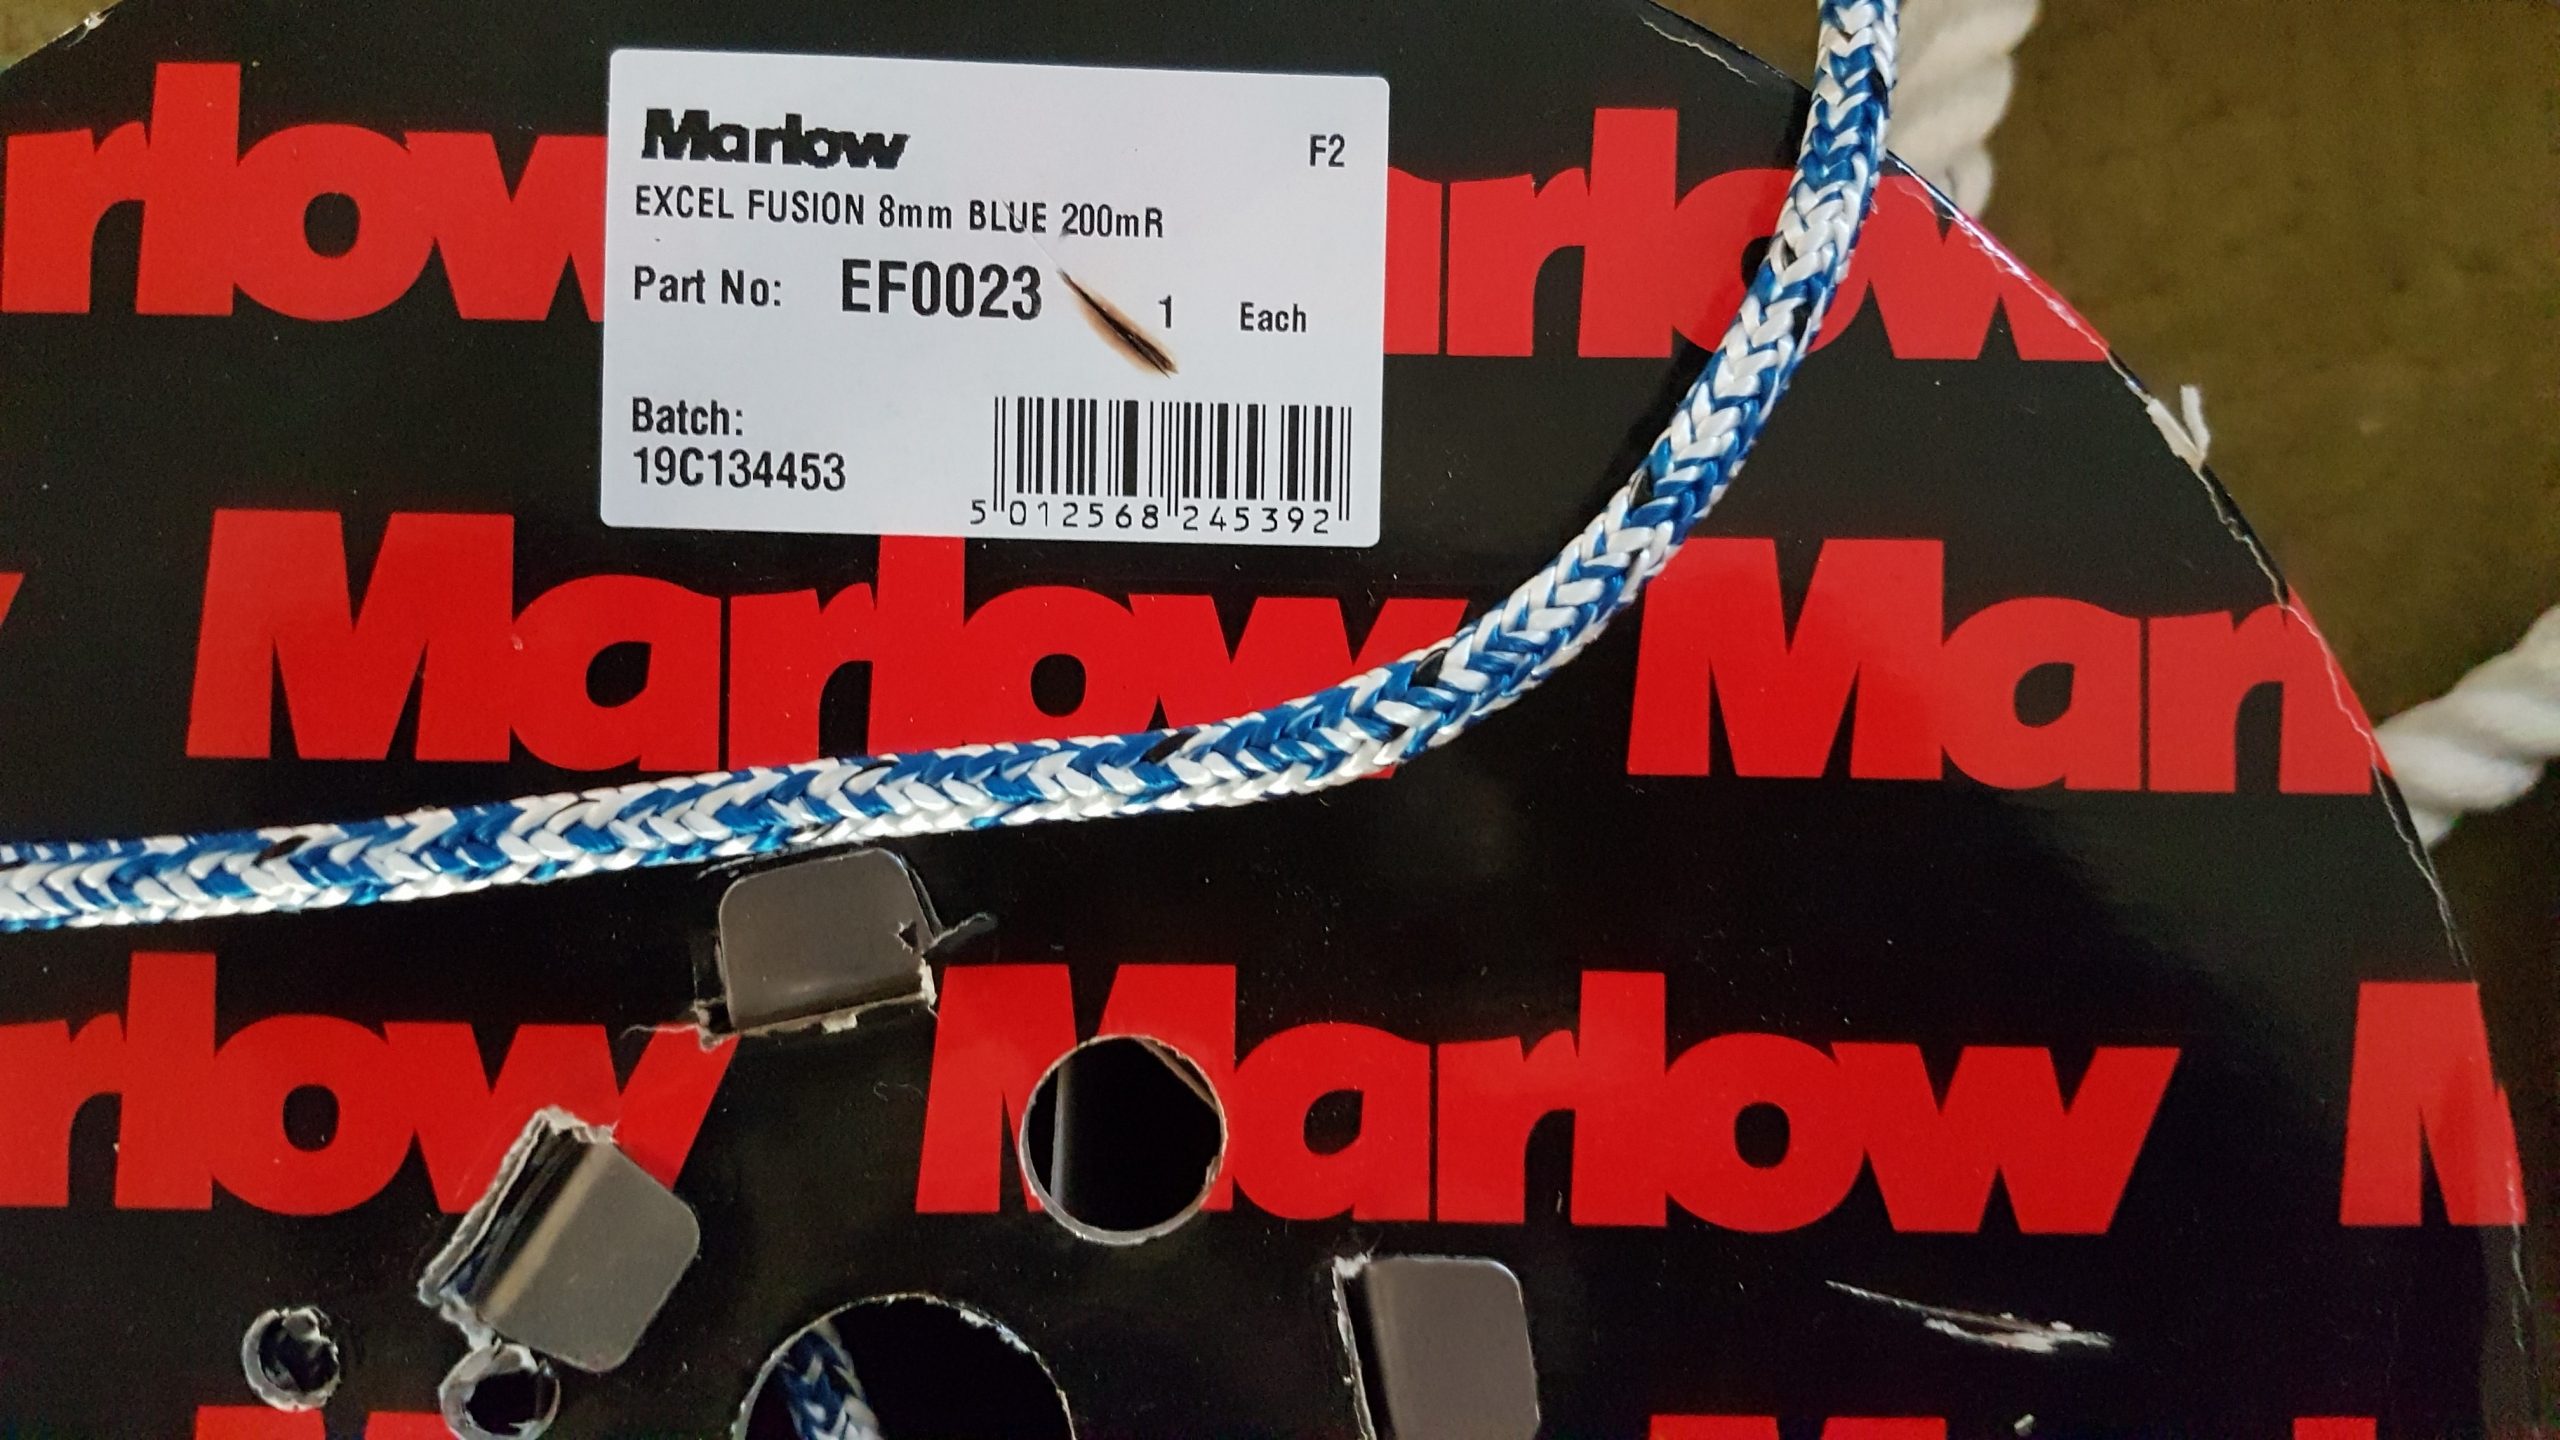 Marlow
F2
EXCEL FUSION 8mm BLUE 200mR
Part No: EF0023 1 Each
Batch:
19C134453
5 012568 245392
rlow
arlow
Marlow
Mar
rlow
Marlow
M